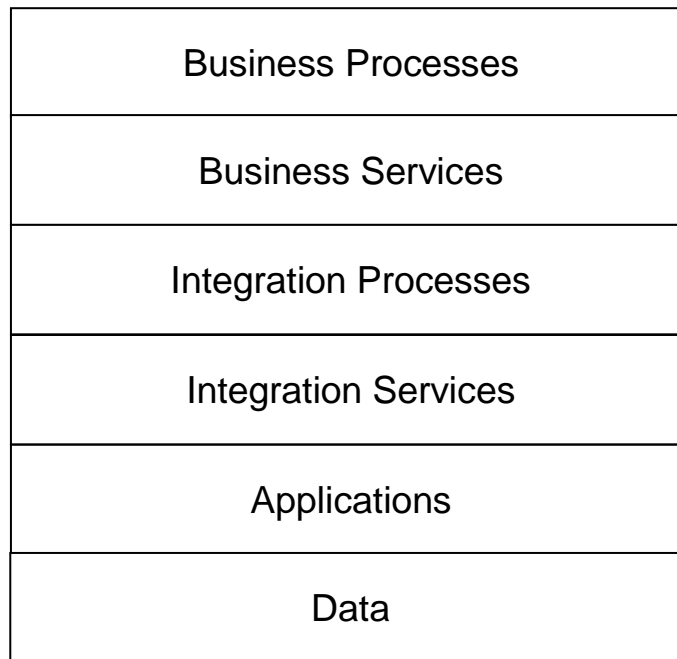 Business Processes
Business Services
Integration Processes
Integration Services
Applications
Data